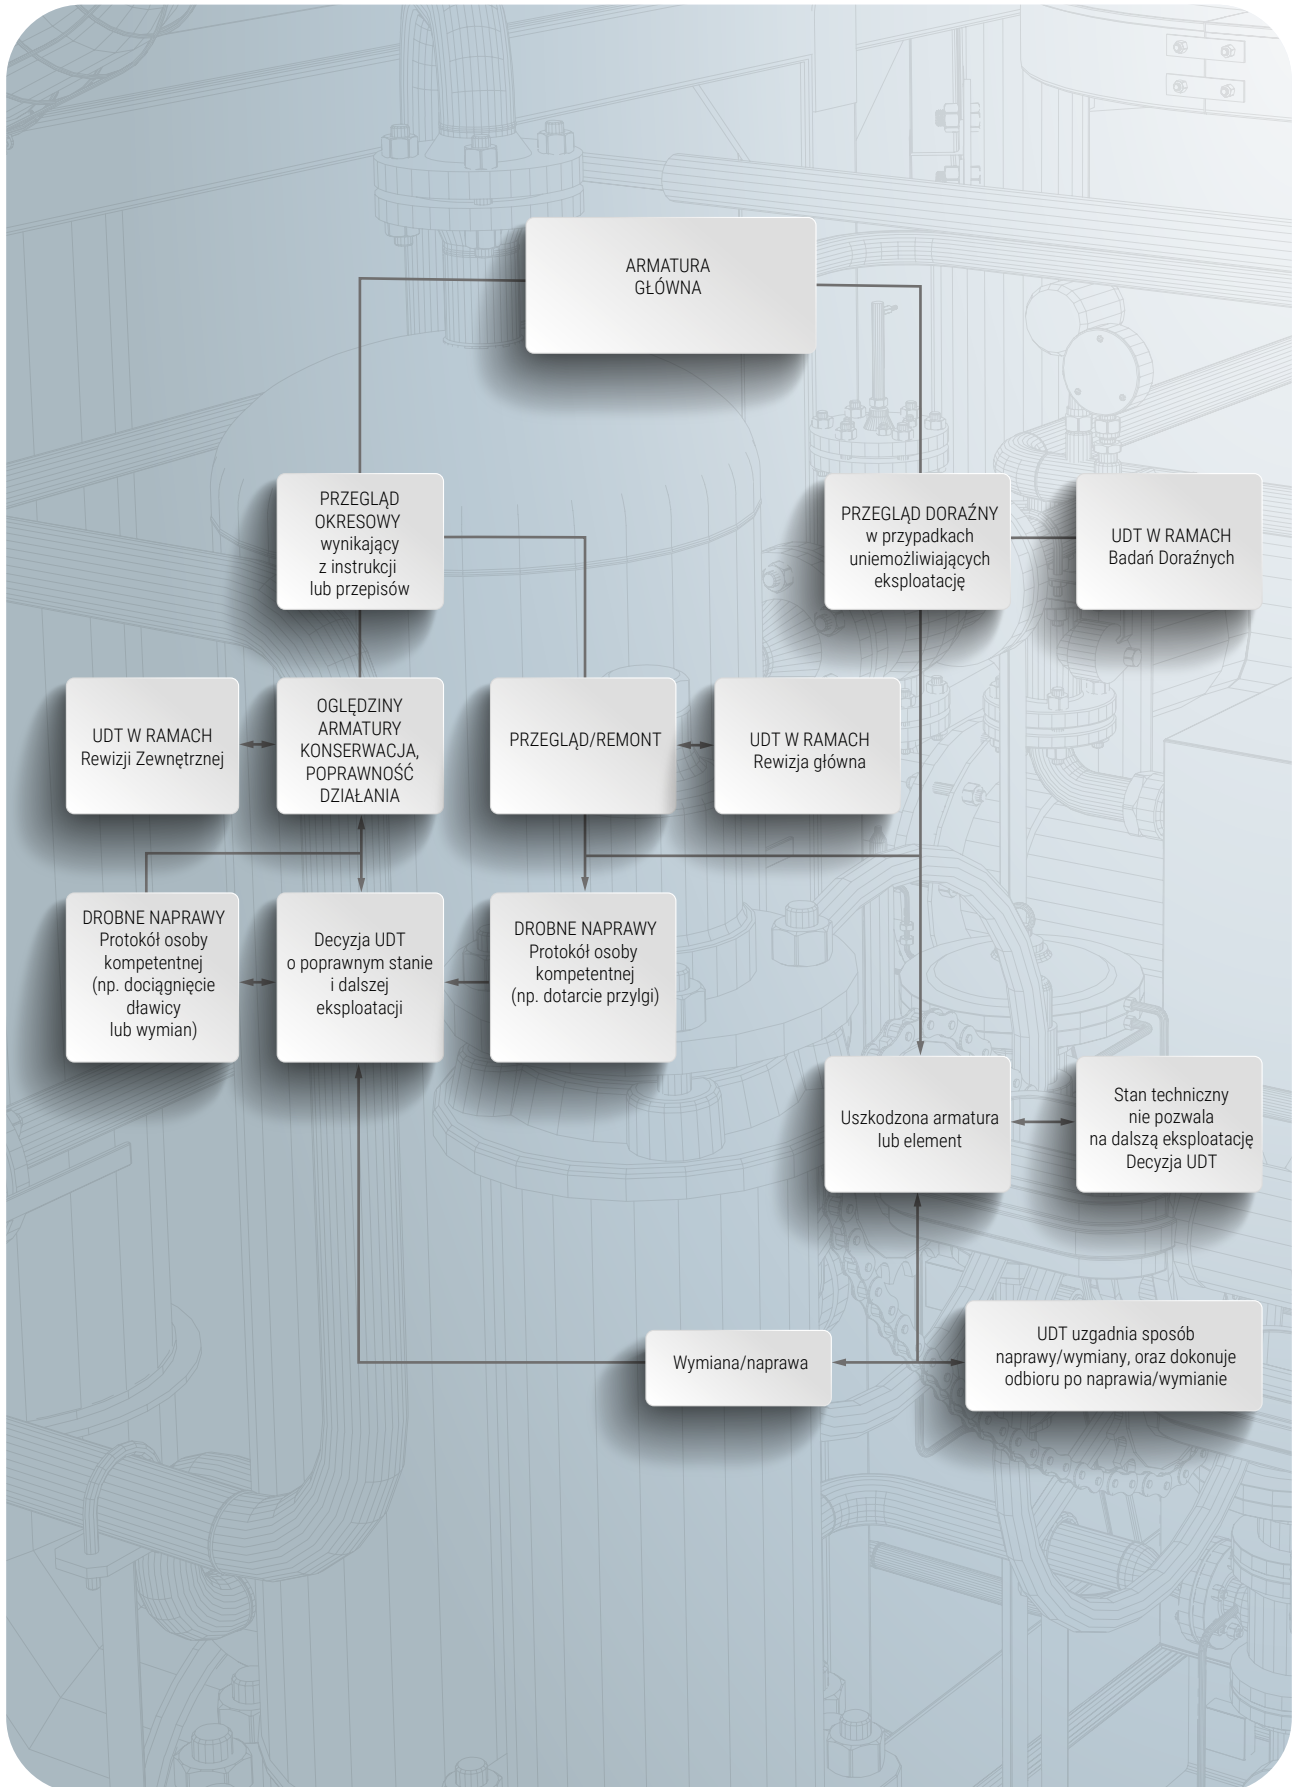 ARMATURA
GŁÓWNA
PRZEGLĄD
OKRESOWY
wynikający
z instrukcji
lub przepisów
PRZEGLĄD DORAŹNY
w przypadkach
uniemożliwiających
eksploatację
UDT W RAMACH
Badań Doraźnych
UDT W RAMACH
Rewizji Zewnętrznej
OGLĘDZINY
ARMATURY
KONSERWACJA,
POPRAWNOŚĆ
DZIAŁANIA
PRZEGLĄD/REMONT
UDT W RAMACH
Rewizja główna
DROBNE NAPRAWY
Protokół osoby
kompetentnej
(np. dociągnięcie
dławicy
lub wymian)
Decyzja UDT
o poprawnym stanie
i dalszej
eksploatacji
DROBNE NAPRAWY
Protokół osoby
kompetentnej
(np. dotarcie przylgi)
Uszkodzona armatura
lub element
Stan techniczny
nie pozwala
na dalszą eksploatację
Decyzja UDT
Wymiana/naprawa
UDT uzgadnia sposób
naprawy/wymiany, oraz dokonuje
odbioru po naprawia/wymianie